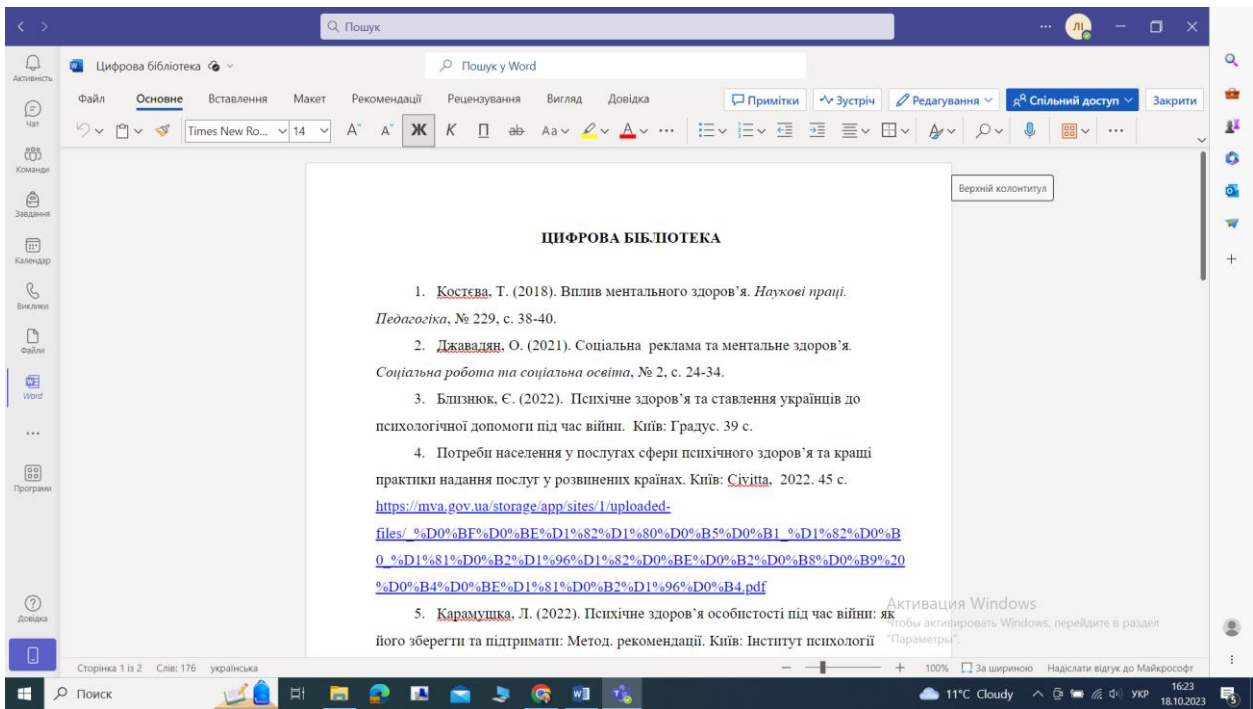 Пошук
ЛІ
Активність
Чат
Команди
Завдання
Календар
Виклики
Файли
Word
Програми
Довідка
Цифрова бібліотека
Пошук у Word
Файл Основне Вставлення Макет Рекомендації Рецензування Вигляд Довідка Примітки Зустріч Редагування Спільний доступ Закрити
Times New Ro... 14 A A Ж К П ab Aa A
Верхній колонтитул
ЦИФРОВА БІБЛІОТЕКА
1. Костєва, Т. (2018). Вплив ментального здоров’я. Наукові праці.
Педагогіка, № 229, с. 38-40.
2. Джавадян, О. (2021). Соціальна реклама та ментальне здоров’я.
Соціальна робота та соціальна освіта, № 2, с. 24-34.
3. Близнюк, Є. (2022). Психічне здоров’я та ставлення українців до
психологічної допомоги під час війни. Київ: Градус. 39 с.
4. Потреби населення у послугах сфери психічного здоров’я та кращі
практики надання послуг у розвинених країнах. Київ: Civitta, 2022. 45 с.
https://mva.gov.ua/storage/app/sites/1/uploaded-
files/_%D0%BF%D0%BE%D1%82%D1%80%D0%B5%D0%B1_%D1%82%D0%B
0_%D1%81%D0%B2%D1%96%D1%82%D0%BE%D0%B2%D0%B8%D0%B9%20
%D0%B4%D0%BE%D1%81%D0%B2%D1%96%D0%B4.pdf
5. Карамушка, Л. (2022). Психічне здоров’я особистості під час війни: як
його зберегти та підтримати: Метод. рекомендації. Київ: Інститут психології
Активация Windows
Чтобы активировать Windows, перейдите в раздел
"Параметры".
Сторінка 1 із 2 Слів: 176 українська 100% За шириною Надіслати відгук до Майкрософт
Поиск
11°C Cloudy УКР 16:23
18.10.2023
5